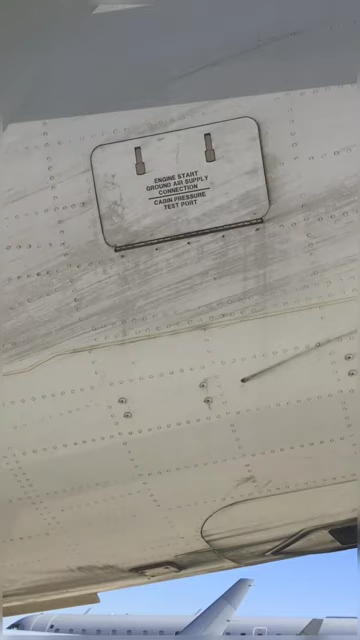 ENGINE START
GROUND AIR SUPPLY
CONNECTION
CABIN PRESSURE
TEST PORT